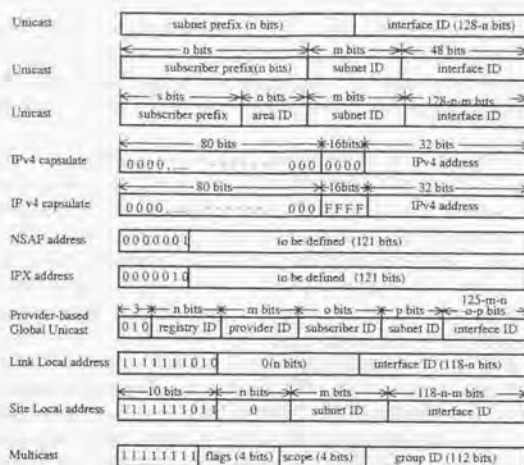 Unicast subnet prefix (n bits) interface ID (128-n bits)
n bits m bits 48 bits
Unicast subscriber prefix(n bits) subnet ID interface ID
s bits n bits m bits 128-n-m bits
Unicast subscriber prefix area ID subnet ID interface ID
80 bits 16bits 32 bits
IPv4 capsulate 0000,... - - - - - - - 000 0000 IPv4 address
80 bits 16bits 32 bits
IP v4 capsulate 0000. - - - - - - 000 FFFF IPv4 address
NSAP address 0000001 to be defined (121 bits)
IPX address 0000010 to be defined (121 bits)
125-m-n
3 n bits m bits o bits p bits -o-p bits
Provider-based
Global Unicast 010 registry ID provider ID subscriber ID subnet ID interfece ID
Link Local address 1111111010 0(n bits) interface ID (118-n bits)
10 bits n bits m bits 118-n-m bits
Site Local address 1111111011 0 subnet ID interface ID
Multicast 11111111 flags (4 bits) scope (4 bits) group ID (112 bits)